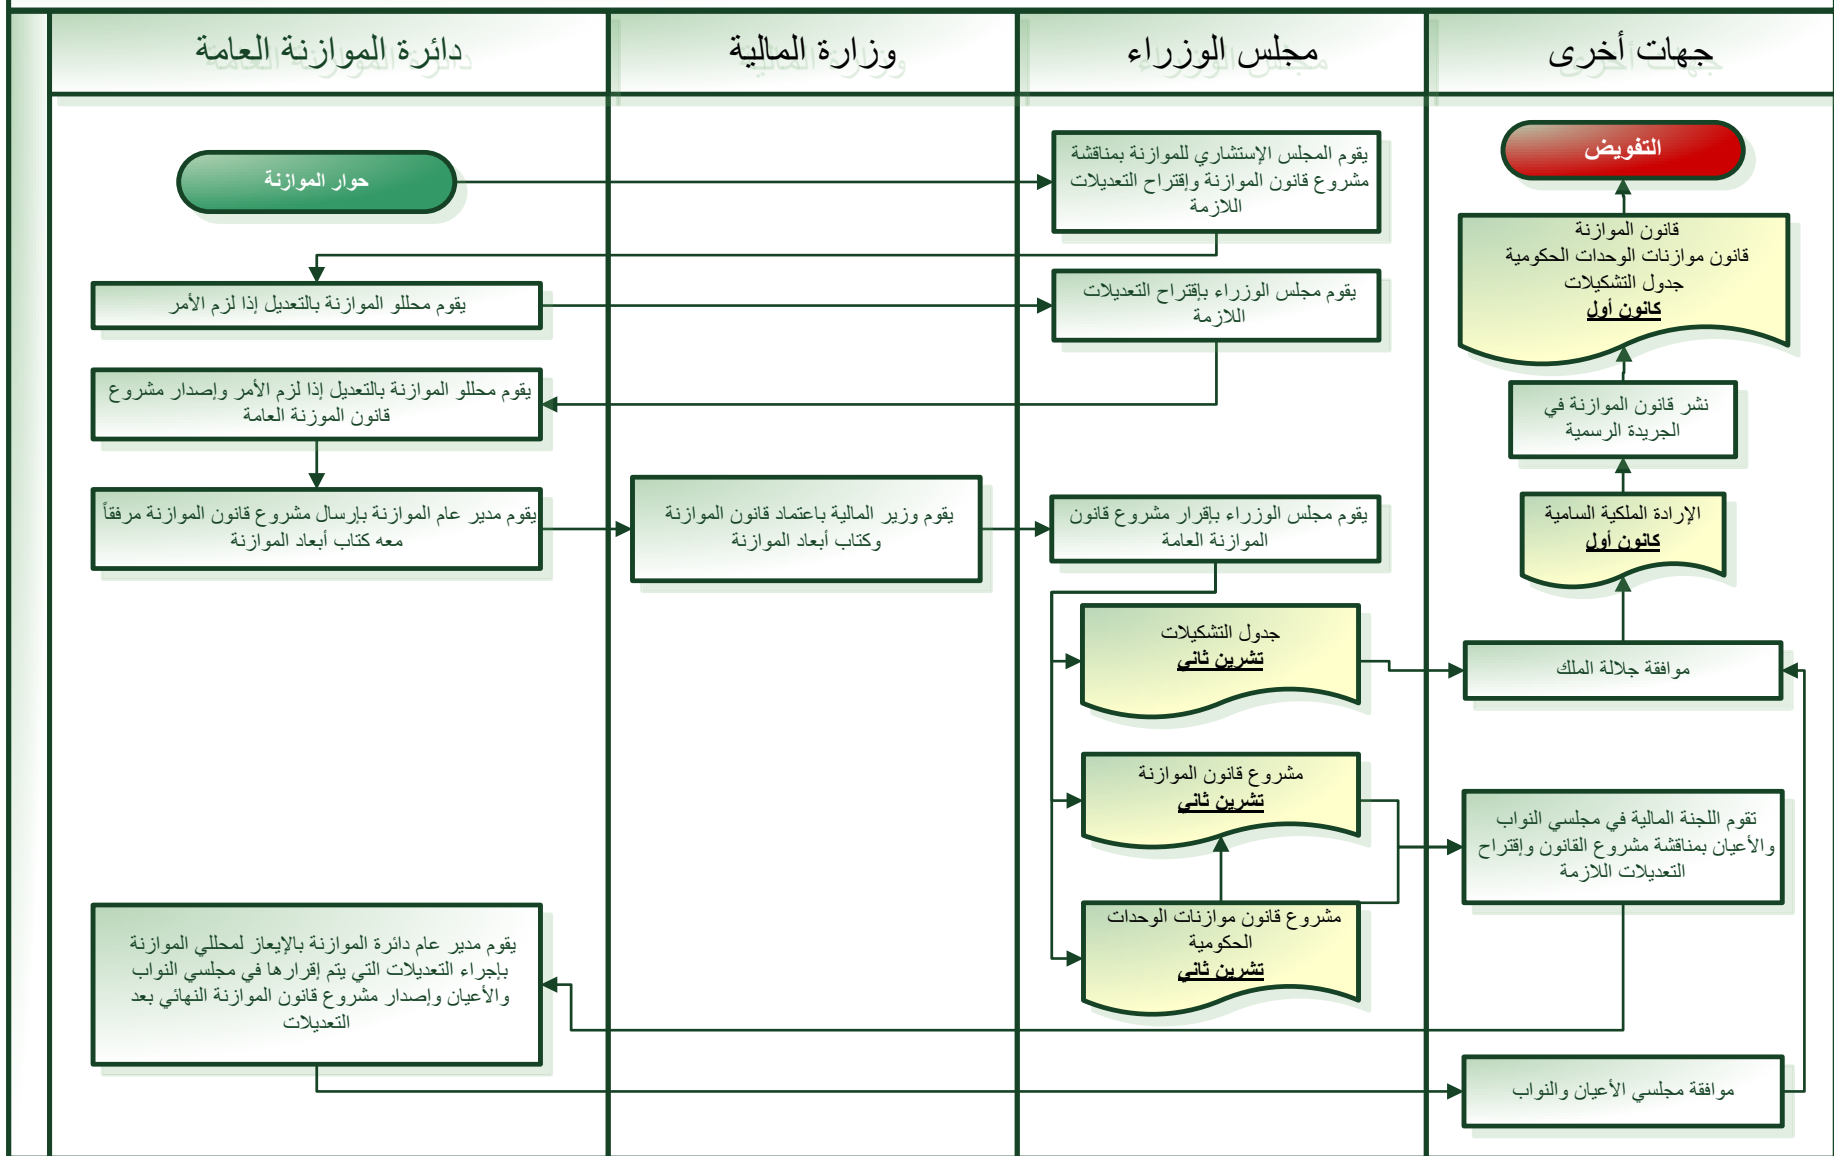 دائرة الموازنة العامة
وزارة المالية
مجلس الوزراء
جهات أخرى
حوار الموازنة
يقوم المجلس الإستشاري للموازنة بمناقشة
مشروع قانون الموازنة وإقتراح التعديلات
اللازمة
يقوم محللو الموازنة بالتعديل إذا لزم الأمر
يقوم مجلس الوزراء بإقتراح التعديلات
اللازمة
يقوم محللو الموازنة بالتعديل إذا لزم الأمر وإصدار مشروع
قانون الموزنة العامة
يقوم مدير عام الموازنة بإرسال مشروع قانون الموازنة مرفقاً
معه كتاب أبعاد الموازنة
يقوم وزير المالية باعتماد قانون الموازنة
وكتاب أبعاد الموازنة
يقوم مجلس الوزراء بإقرار مشروع قانون
الموازنة العامة
جدول التشكيلات
تشرين ثاني
مشروع قانون الموازنة
تشرين ثاني
مشروع قانون موازنات الوحدات
الحكومية
تشرين ثاني
تقوم اللجنة المالية في مجلسي النواب
والأعيان بمناقشة مشروع القانون وإقتراح
التعديلات اللازمة
يقوم مدير عام دائرة الموازنة بالإيعاز لمحللي الموازنة
بإجراء التعديلات التي يتم إقرارها في مجلسي النواب
والأعيان وإصدار مشروع قانون الموازنة النهائي بعد
التعديلات
موافقة مجلسي الأعيان والنواب
موافقة جلالة الملك
الإرادة الملكية السامية
كانون أول
نشر قانون الموازنة في
الجريدة الرسمية
قانون الموازنة
قانون موازنات الوحدات الحكومية
جدول التشكيلات
كانون أول
التفويض